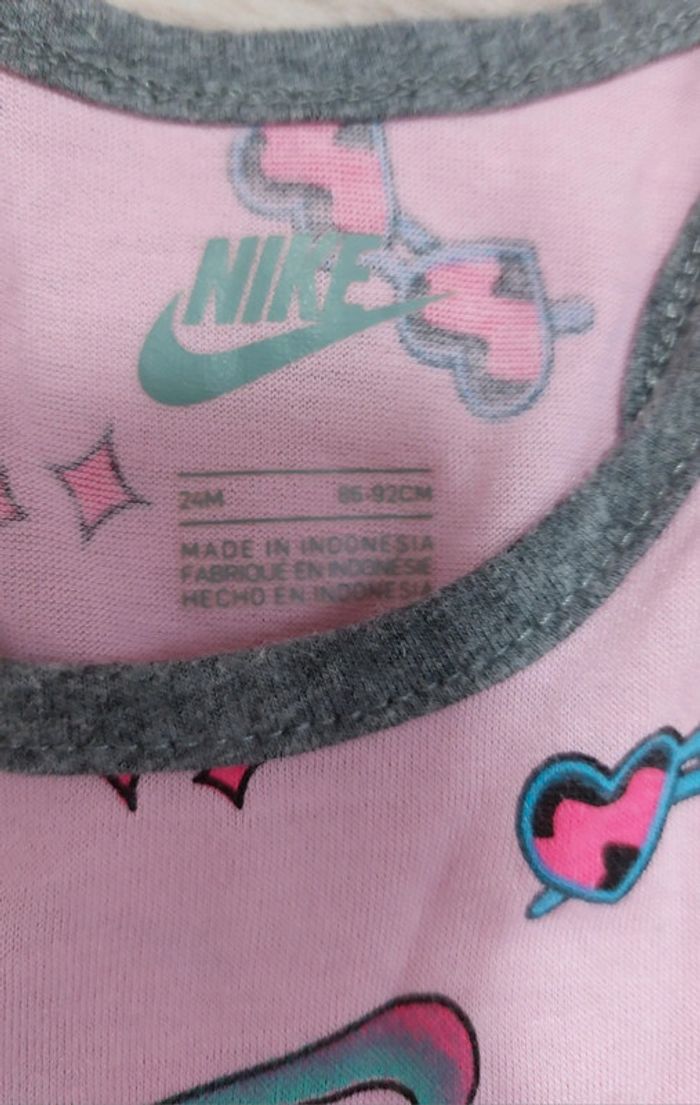 NIKE
24M 86-92CM
MADE IN INDONESIA
FABRIQUE EN INDONESIE
HECHO EN INDONESIA